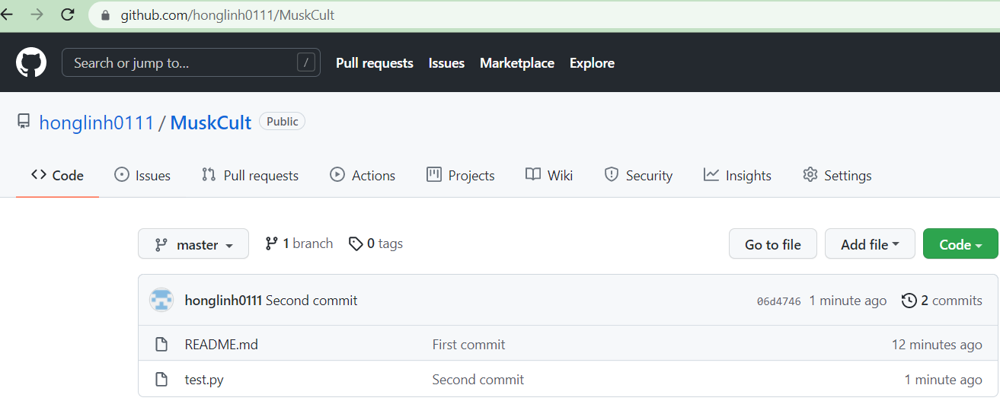 github.com/honglinh0111/MuskCult
Search or jump to... / Pull requests Issues Marketplace Explore
honglinh0111 / MuskCult Public
Code Issues Pull requests Actions Projects Wiki Security Insights Settings
master 1 branch 0 tags Go to file Add file Code
honglinh0111 Second commit 06d4746 1 minute ago 2 commits
README.md First commit 12 minutes ago
test.py Second commit 1 minute ago